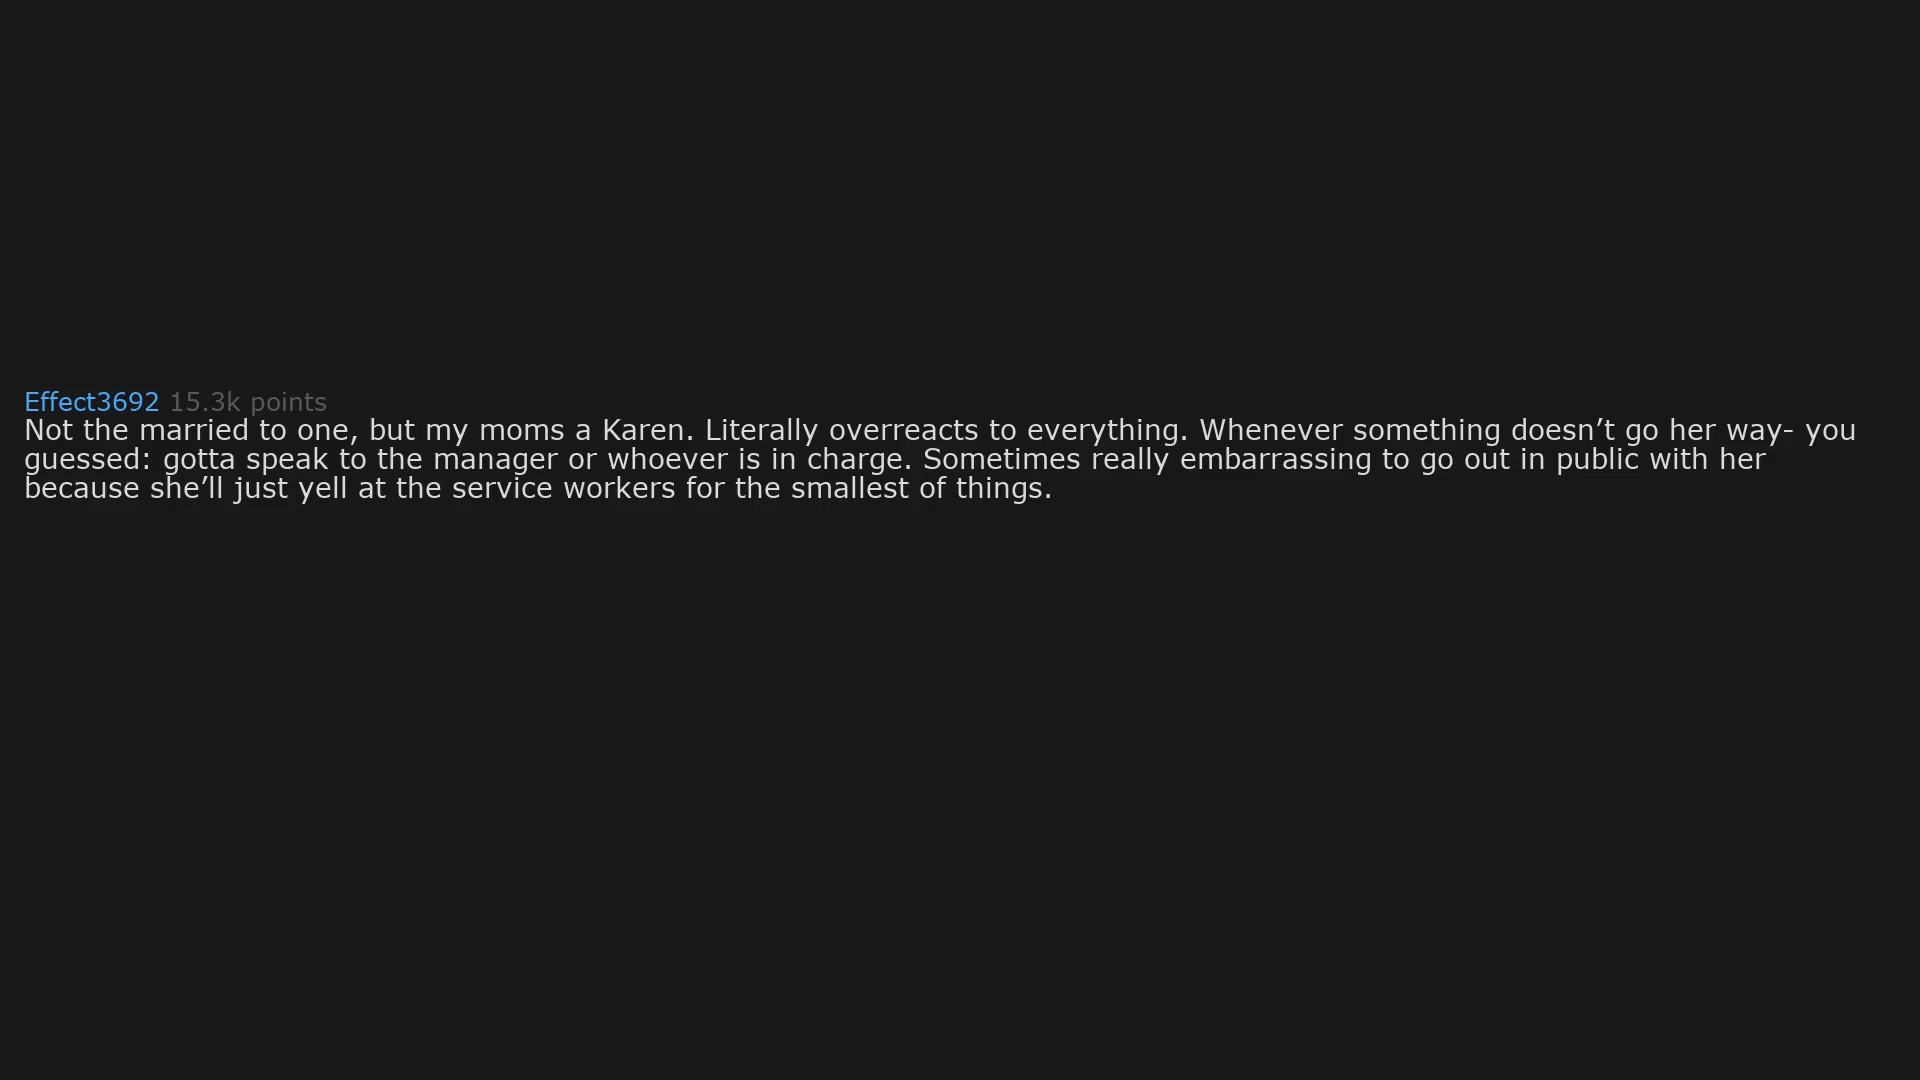 Effect3692 15.3k points
Not the married to one, but my moms a Karen. Literally overreacts to everything. Whenever something doesn’t go her way- you
guessed: gotta speak to the manager or whoever is in charge. Sometimes really embarrassing to go out in public with her
because she’ll just yell at the service workers for the smallest of things.